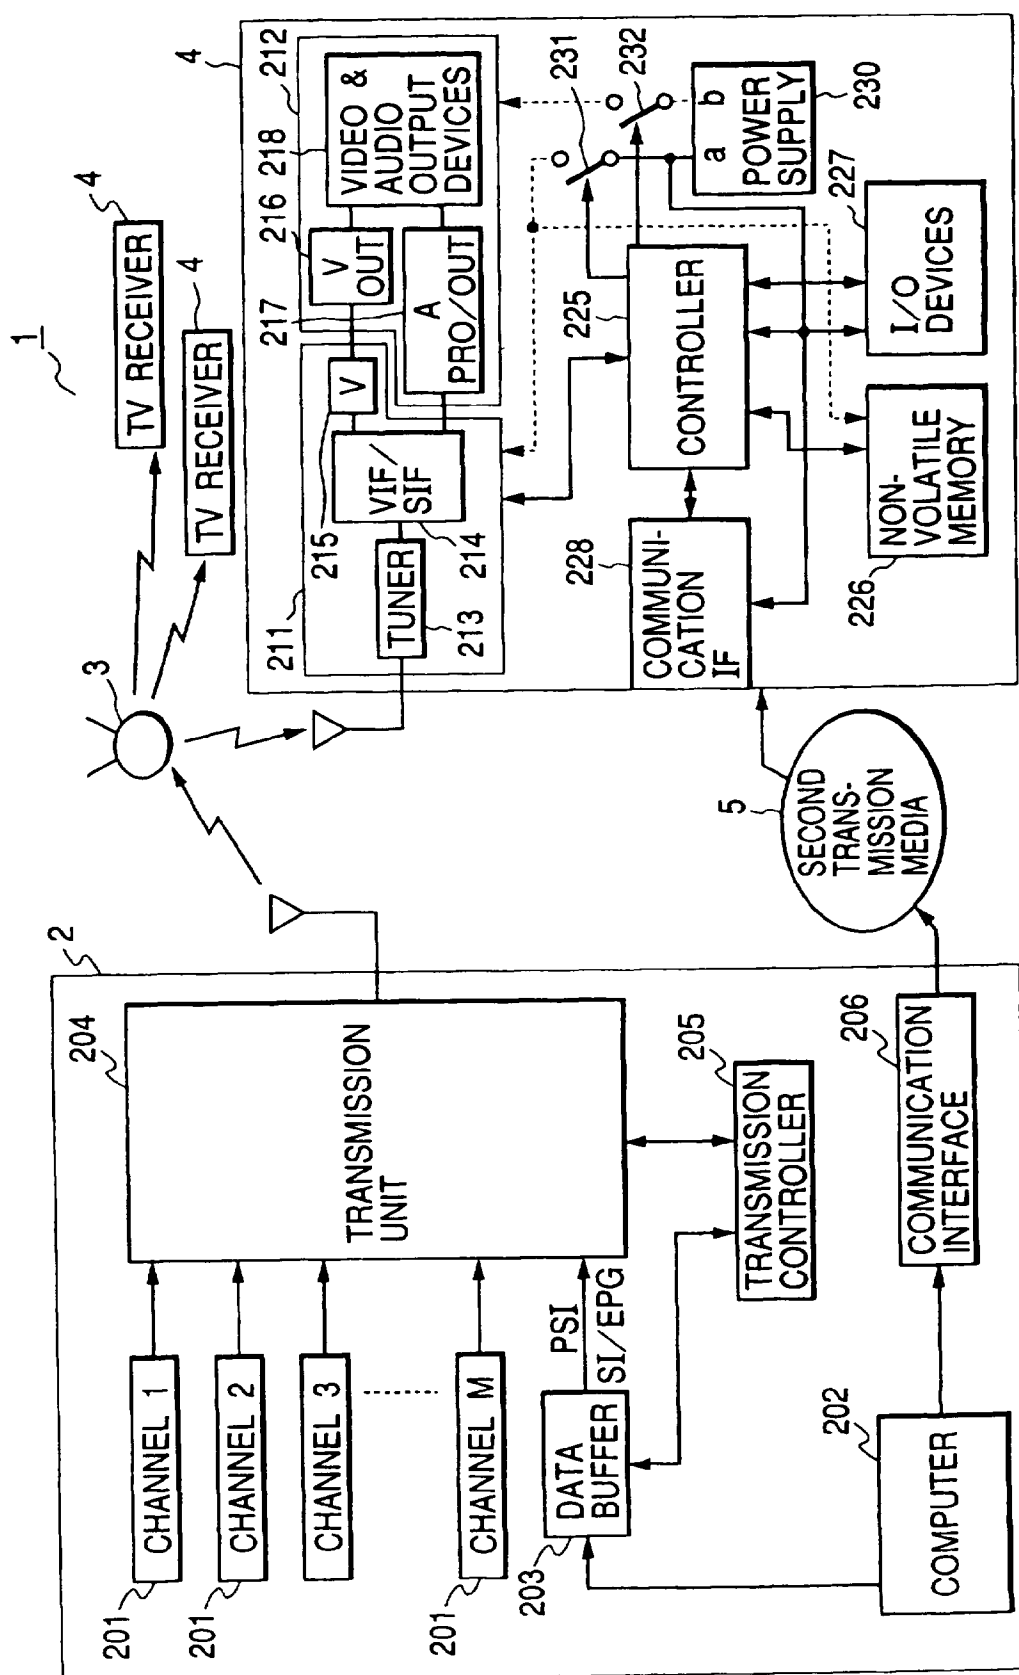 1
2
204
TRANSMISSION
UNIT
201
CHANNEL 1
201
CHANNEL 2
CHANNEL 3
201
CHANNEL M
PSI
SI/EPG
203
DATA
BUFFER
205
TRANSMISSION
CONTROLLER
202
COMPUTER
206
COMMUNICATION
INTERFACE
3
5
SECOND
TRANS-
MISSION
MEDIA
TV RECEIVER
4
TV RECEIVER
4
4
212
211
213
TUNER
214
VIF/
SIF
215
V
216
V
OUT
217
A
PRO/OUT
218
VIDEO &
AUDIO
OUTPUT
DEVICES
231
232
225
CONTROLLER
228
COMMUNI-
CATION
IF
a
b
POWER
SUPPLY
230
227
I/O
DEVICES
226
NON-
VOLATILE
MEMORY